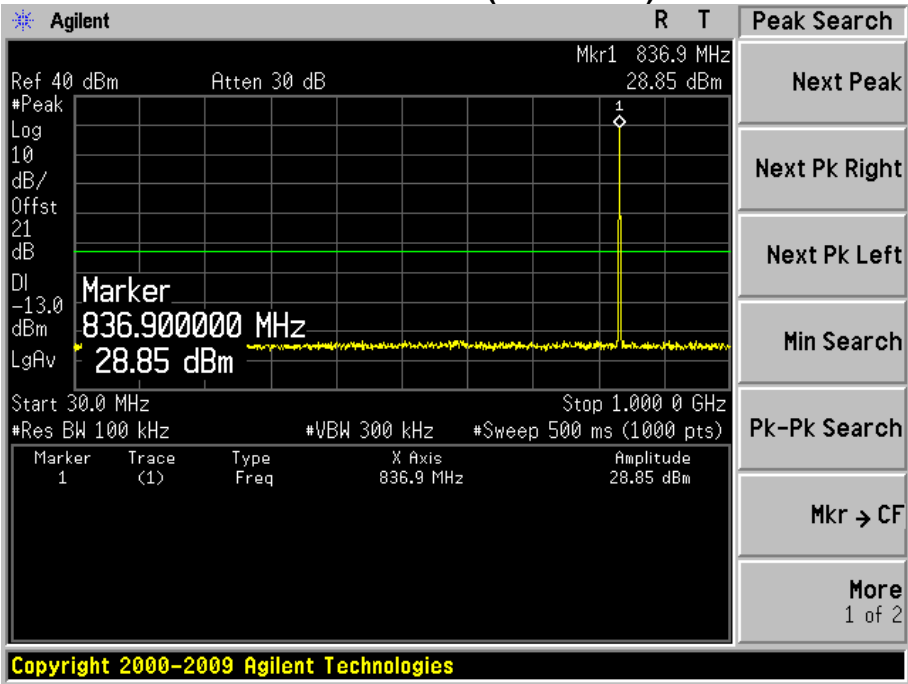 Agilent R T Peak Search
Mkr1 836.9 MHz
Ref 40 dBm Atten 30 dB 28.85 dBm
#Peak
1
Log
10
dB/
Offst
21
dB
DI
-13.0
dBm
LgAv
Marker
836.900000 MHz
28.85 dBm
Start 30.0 MHz Stop 1.000 0 GHz
#Res BW 100 kHz #VBW 300 kHz #Sweep 500 ms (1000 pts)
Marker Trace Type X Axis Amplitude
1 (1) Freq 836.9 MHz 28.85 dBm
Next Peak
Next Pk Right
Next Pk Left
Min Search
Pk-Pk Search
Mkr → CF
More
1 of 2
Copyright 2000-2009 Agilent Technologies